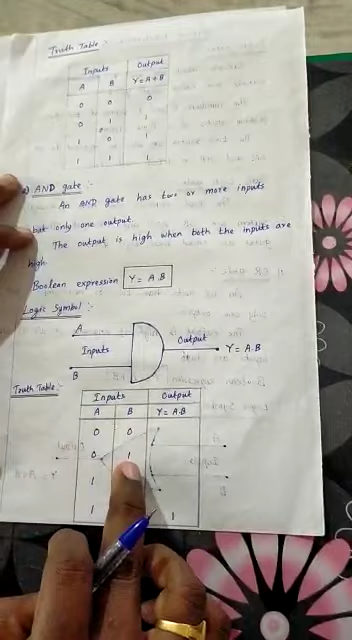 Truth Table :-
Inputs Output
A B Y = A+B
0 0 0
0 1 1
1 0 1
1 1 1
AND gate :-
An AND gate has two or more inputs
but only one output.
The output is high when both the inputs are
high.
Boolean expression Y = A.B
Logic Symbol :-
A
Inputs Output Y = A.B
B
Truth Table :-
Inputs Output
A B Y = A.B
0 0
0 1
1
1 1